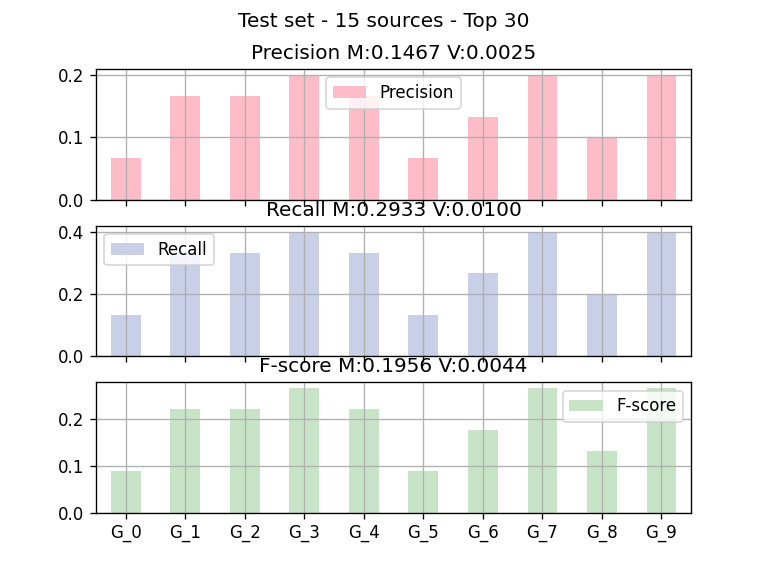 Test set - 15 sources - Top 30
Precision M:0.1467 V:0.0025
0.2
Precision
0.1
0.0
Recall M:0.2933 V:0.0100
0.4
Recall
0.2
0.0
F-score M:0.1956 V:0.0044
F-score
0.2
0.1
0.0
G_0 G_1 G_2 G_3 G_4 G_5 G_6 G_7 G_8 G_9